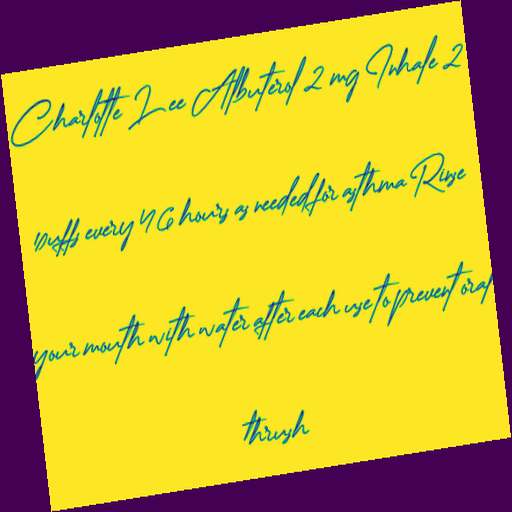 Charlotte Lee Albuterol 2 mg Inhale 2
puffs every 4 6 hours as needed for asthma Rinse
your mouth with water after each use to prevent oral
thrush